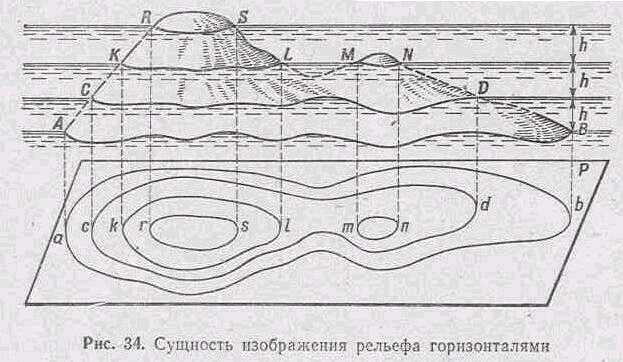 R S
K L M N h
C D h
A B h
P
a c k r s l m n d b
Рис. 34. Сущность изображения рельефа горизонталями